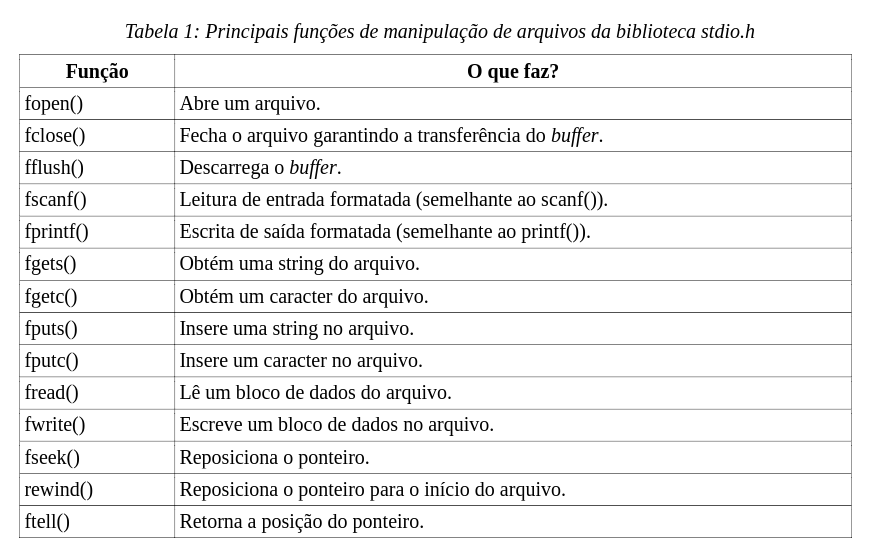 Tabela 1: Principais funções de manipulação de arquivos da biblioteca stdio.h
Função O que faz?
fopen() Abre um arquivo.
fclose() Fecha o arquivo garantindo a transferência do buffer.
fflush() Descarrega o buffer.
fscanf() Leitura de entrada formatada (semelhante ao scanf()).
fprintf() Escrita de saída formatada (semelhante ao printf()).
fgets() Obtém uma string do arquivo.
fgetc() Obtém um caracter do arquivo.
fputs() Insere uma string no arquivo.
fputc() Insere um caracter no arquivo.
fread() Lê um bloco de dados do arquivo.
fwrite() Escreve um bloco de dados no arquivo.
fseek() Reposiciona o ponteiro.
rewind() Reposiciona o ponteiro para o início do arquivo.
ftell() Retorna a posição do ponteiro.